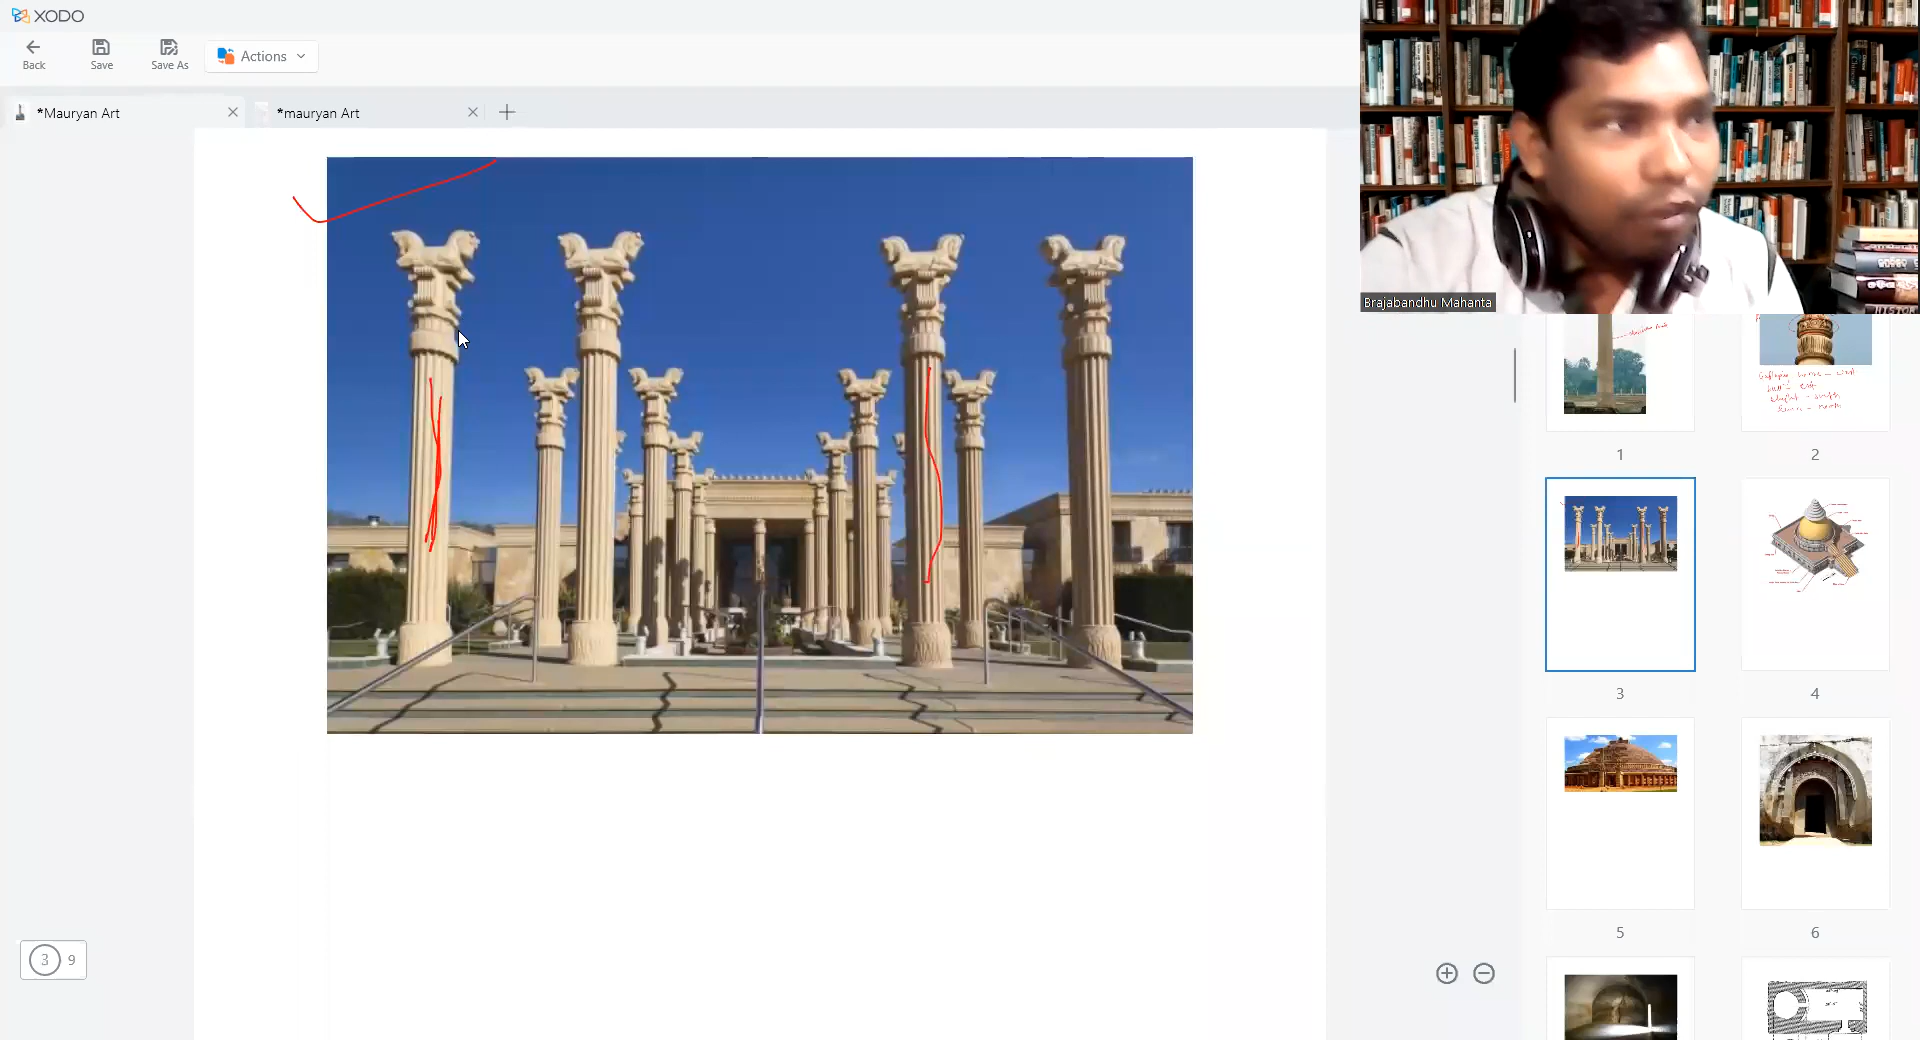 XODO
Back
Save
Save As
Actions
*Mauryan Art
*mauryan Art
Brajabandhu Mahanta
1
2
3
4
5
6
3 9